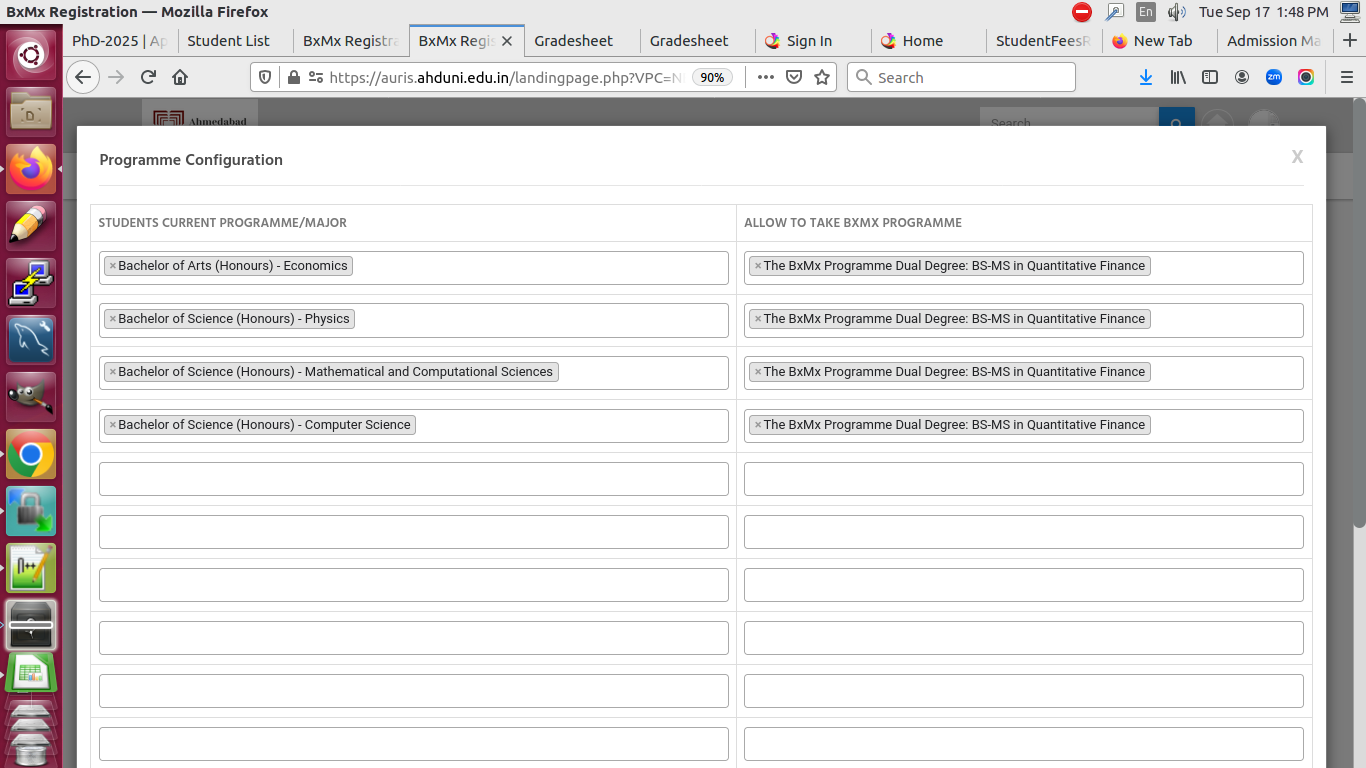 BxMx Registration — Mozilla Firefox
En
Tue Sep 17 1:48 PM
PhD-2025 | Ap
Student List
BxMx Registra
BxMx Regis
Gradesheet
Gradesheet
Sign In
Home
StudentFeesR
New Tab
Admission Ma
https://auris.ahduni.edu.in/landingpage.php?VPC=N
90%
Search
zm
Ahmedabad
Search
Programme Configuration
X
STUDENTS CURRENT PROGRAMME/MAJOR
ALLOW TO TAKE BXMX PROGRAMME
×Bachelor of Arts (Honours) - Economics
×The BxMx Programme Dual Degree: BS-MS in Quantitative Finance
×Bachelor of Science (Honours) - Physics
×The BxMx Programme Dual Degree: BS-MS in Quantitative Finance
×Bachelor of Science (Honours) - Mathematical and Computational Sciences
×The BxMx Programme Dual Degree: BS-MS in Quantitative Finance
×Bachelor of Science (Honours) - Computer Science
×The BxMx Programme Dual Degree: BS-MS in Quantitative Finance